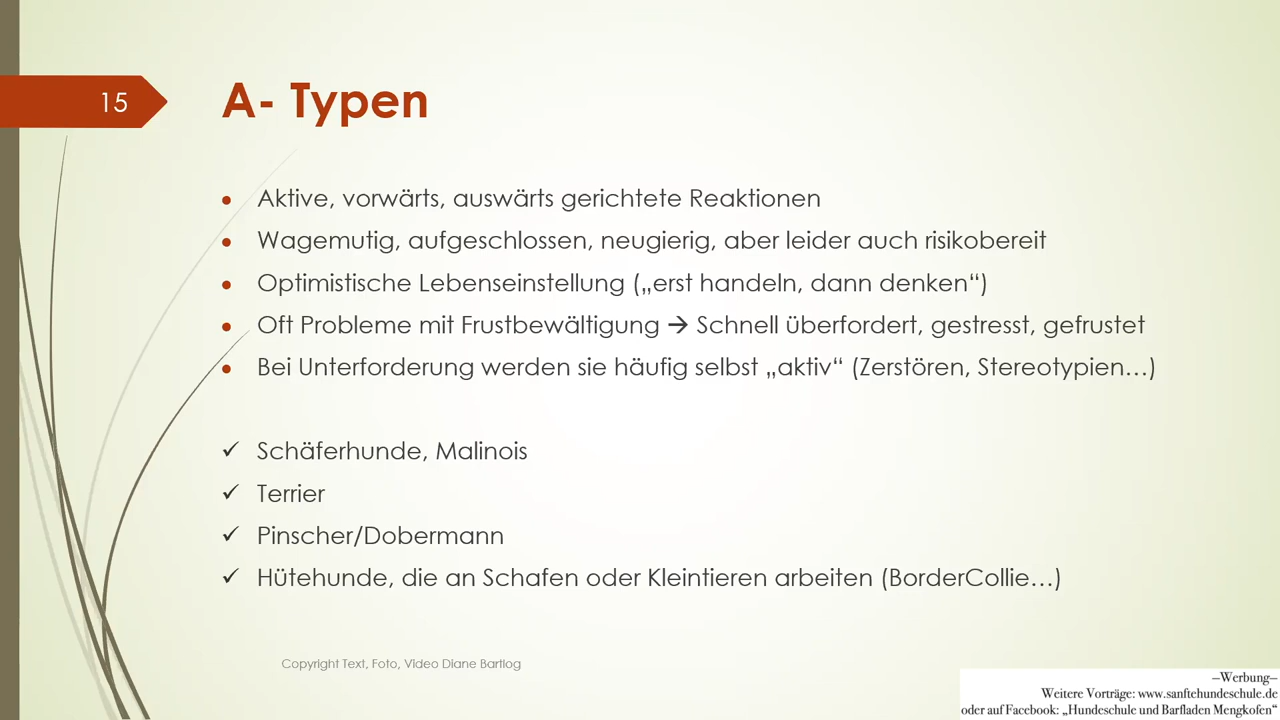 15
A- Typen
• Aktive, vorwärts, auswärts gerichtete Reaktionen
• Wagemutig, aufgeschlossen, neugierig, aber leider auch risikobereit
• Optimistische Lebenseinstellung („erst handeln, dann denken“)
• Oft Probleme mit Frustbewältigung → Schnell überfordert, gestresst, gefrustet
• Bei Unterforderung werden sie häufig selbst „aktiv“ (Zerstören, Stereotypien…)
✓ Schäferhunde, Malinois
✓ Terrier
✓ Pinscher/Dobermann
✓ Hütehunde, die an Schafen oder Kleintieren arbeiten (BorderCollie…)
Copyright Text, Foto, Video Diane Bartlog
—Werbung—
Weitere Vorträge: www.sanftehundeschule.de
oder auf Facebook: „Hundeschule und Barfladen Mengkofen“